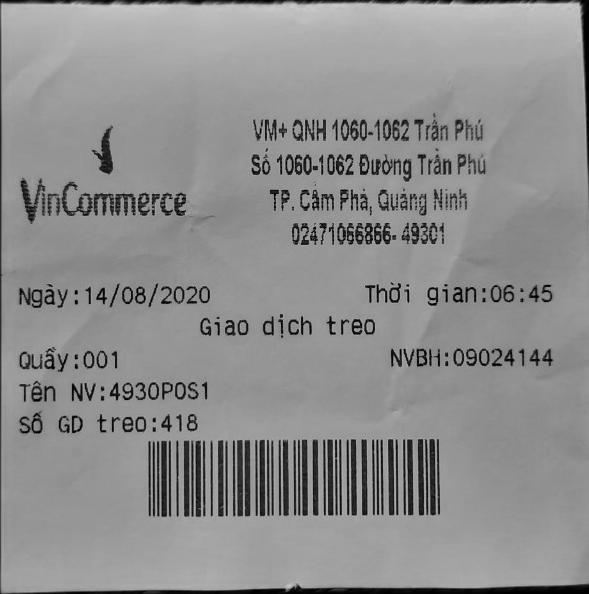 VinCommerce
VM+ QNH 1060-1062 Trần Phú
Số 1060-1062 Đường Trần Phú
TP. Cẩm Phả, Quảng Ninh
02471066866- 49301
Ngày:14/08/2020 Thời gian:06:45
Giao dịch treo
Quầy:001 NVBH:09024144
Tên NV:4930POS1
Số GD treo:418